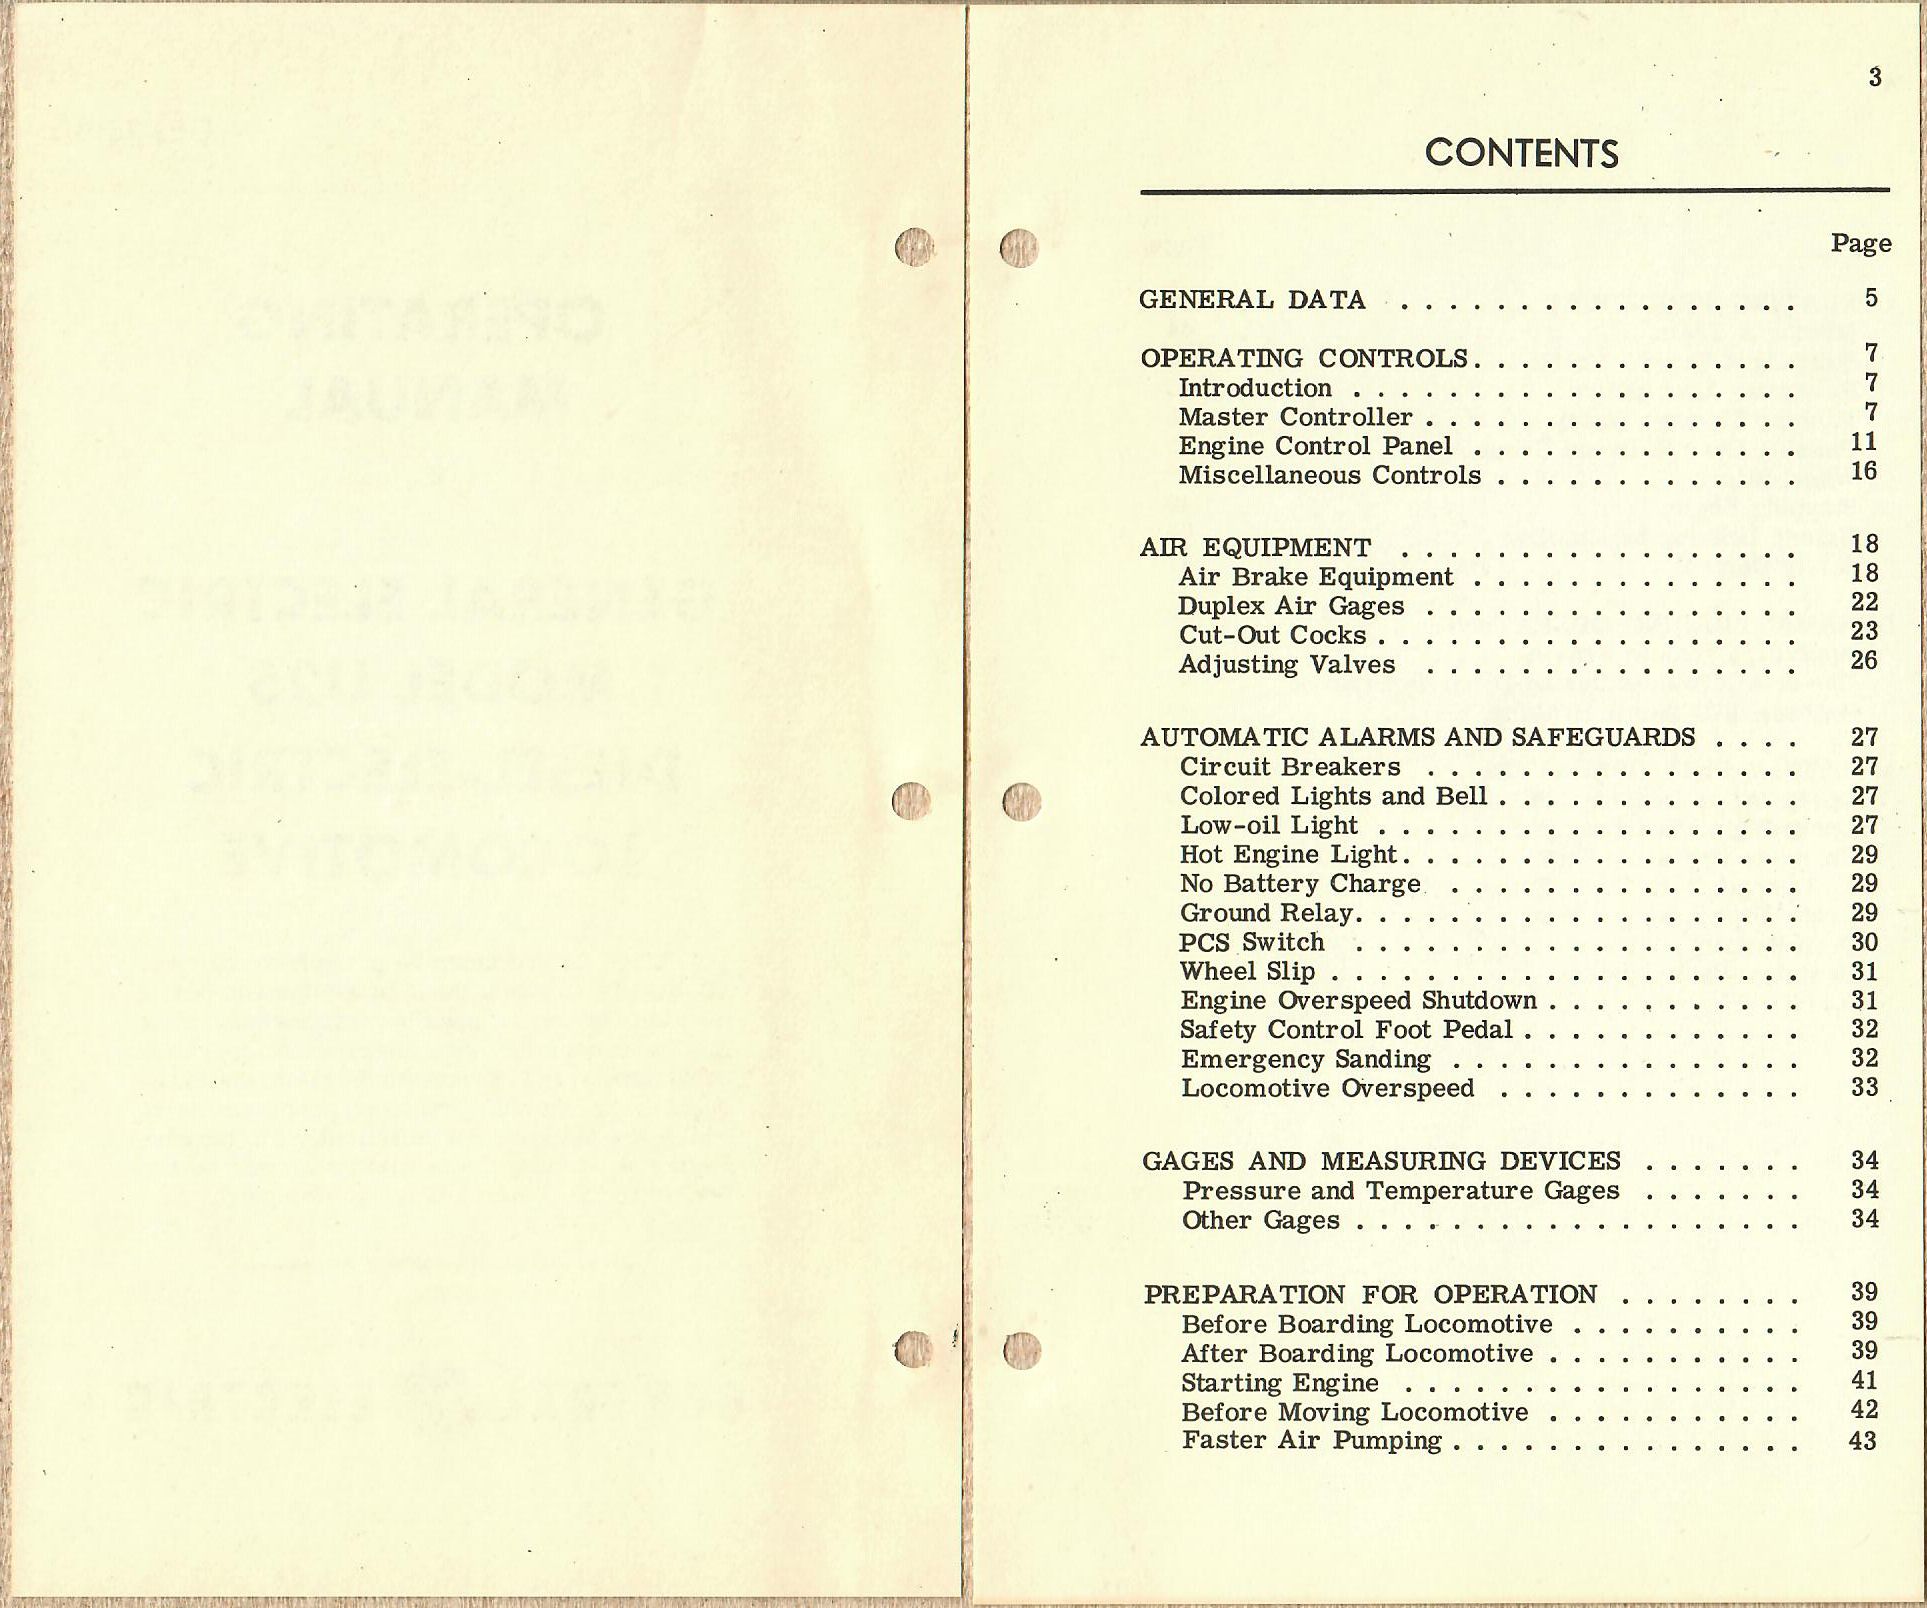 3
CONTENTS
Page
GENERAL DATA . . . . . . . . . . . . . . . . . 5
OPERATING CONTROLS. . . . . . . . . . . . . . 7
Introduction . . . . . . . . . . . . . . . . . . . 7
Master Controller . . . . . . . . . . . . . . . . 7
Engine Control Panel . . . . . . . . . . . . . . 11
Miscellaneous Controls . . . . . . . . . . . . . 16
AIR EQUIPMENT . . . . . . . . . . . . . . . . . 18
Air Brake Equipment . . . . . . . . . . . . . . 18
Duplex Air Gages . . . . . . . . . . . . . . . . 22
Cut-Out Cocks . . . . . . . . . . . . . . . . . . 23
Adjusting Valves . . . . . . . . . . . . . . . . 26
AUTOMATIC ALARMS AND SAFEGUARDS . . . . 27
Circuit Breakers . . . . . . . . . . . . . . . . 27
Colored Lights and Bell . . . . . . . . . . . . . 27
Low-oil Light . . . . . . . . . . . . . . . . . . 27
Hot Engine Light. . . . . . . . . . . . . . . . . 29
No Battery Charge . . . . . . . . . . . . . . . 29
Ground Relay. . . . . . . . . . . . . . . . . . . 29
PCS Switch . . . . . . . . . . . . . . . . . . . 30
Wheel Slip . . . . . . . . . . . . . . . . . . . . 31
Engine Overspeed Shutdown . . . . . . . . . . . 31
Safety Control Foot Pedal . . . . . . . . . . . . 32
Emergency Sanding . . . . . . . . . . . . . . . 32
Locomotive Overspeed . . . . . . . . . . . . . 33
GAGES AND MEASURING DEVICES . . . . . . . 34
Pressure and Temperature Gages . . . . . . . 34
Other Gages . . . . . . . . . . . . . . . . . . . 34
PREPARATION FOR OPERATION . . . . . . . . 39
Before Boarding Locomotive . . . . . . . . . . 39
After Boarding Locomotive . . . . . . . . . . . 39
Starting Engine . . . . . . . . . . . . . . . . . 41
Before Moving Locomotive . . . . . . . . . . . 42
Faster Air Pumping . . . . . . . . . . . . . . . 43